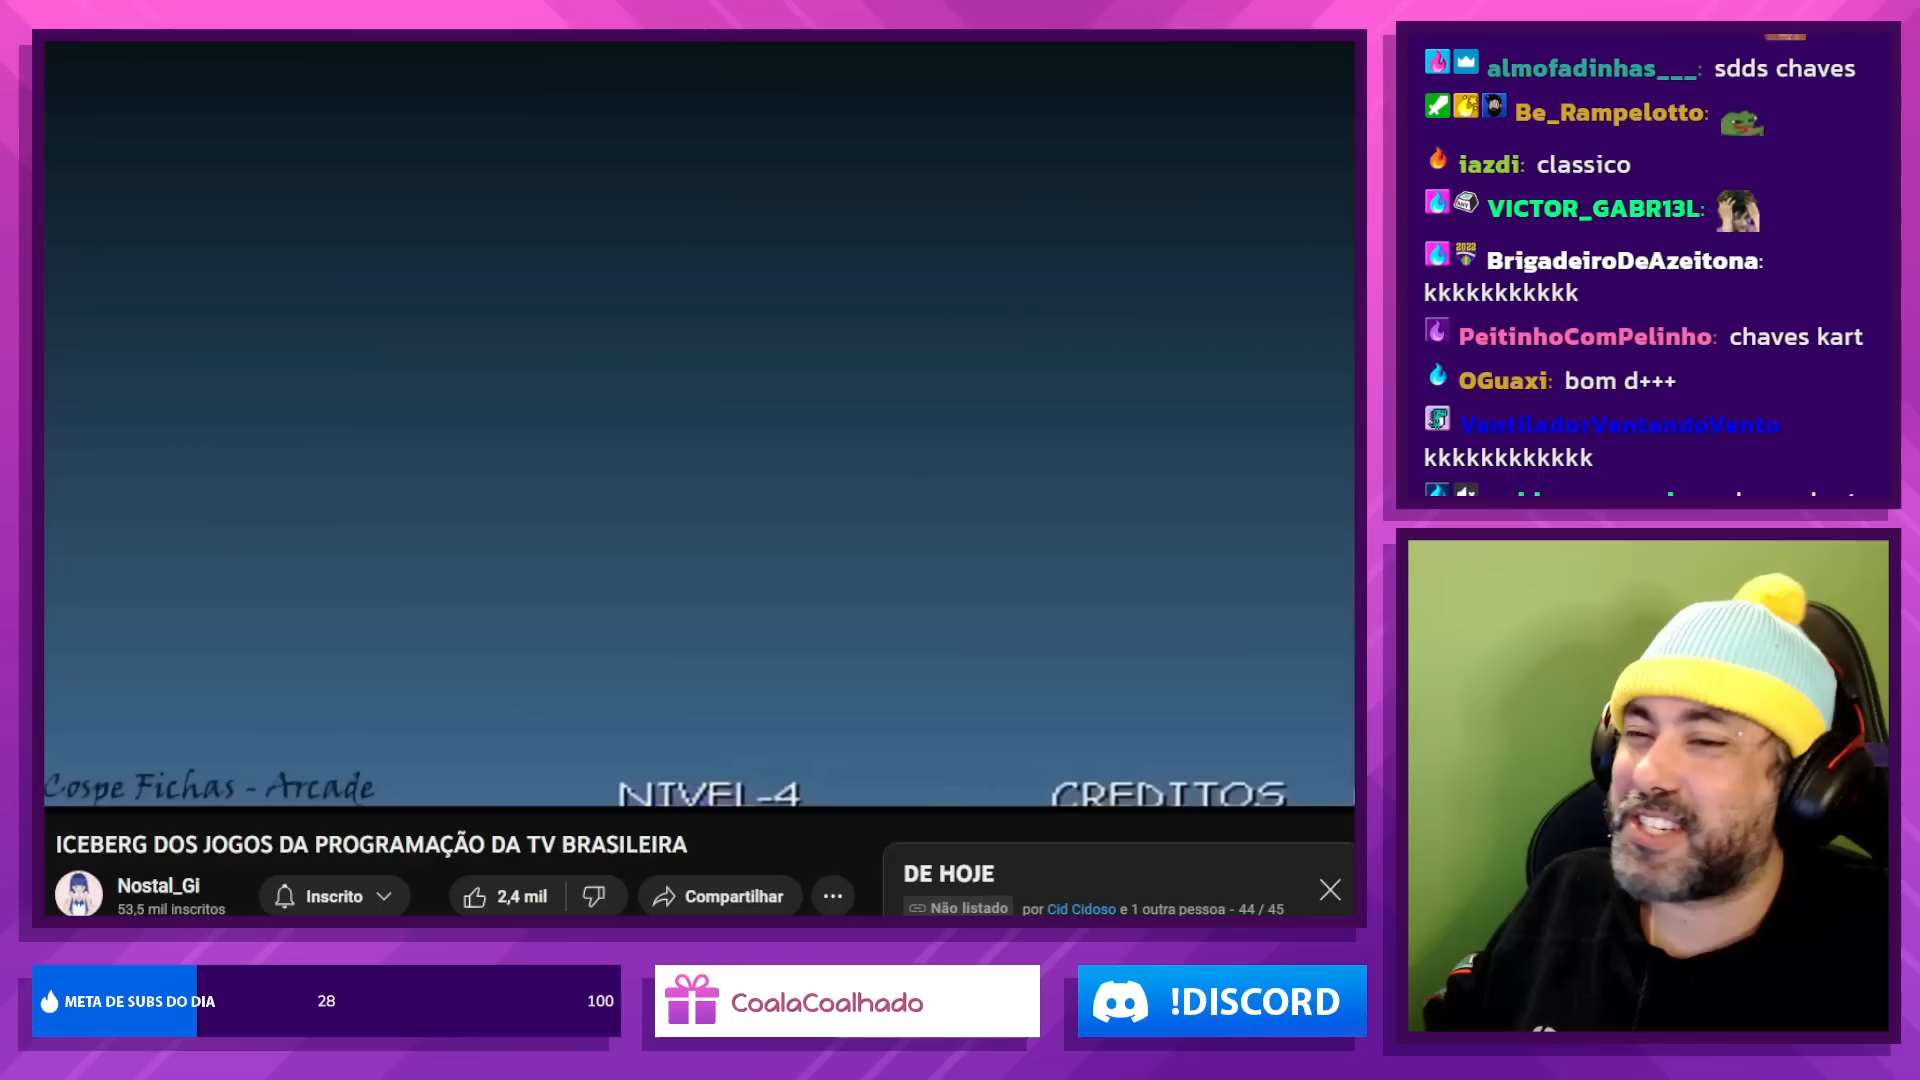 Cospe Fichas - Arcade
NIVEL-4
CREDITOS
ICEBERG DOS JOGOS DA PROGRAMAÇÃO DA TV BRASILEIRA
Nostal_Gi
53,5 mil inscritos
Inscrito
2,4 mil
Compartilhar
DE HOJE
Não listado por Cid Cidoso e 1 outra pessoa - 44 / 45
META DE SUBS DO DIA 28 100
CoalaCoalhado
!DISCORD
almofadinhas___: sdds chaves
Be_Rampelotto:
iazdi: classico
VICTOR_GABR13L:
2022
BrigadeiroDeAzeitona:
kkkkkkkkkkk
PeitinhoComPelinho: chaves kart
OGuaxi: bom d+++
VentiladorVentandoVento
kkkkkkkkkkkk